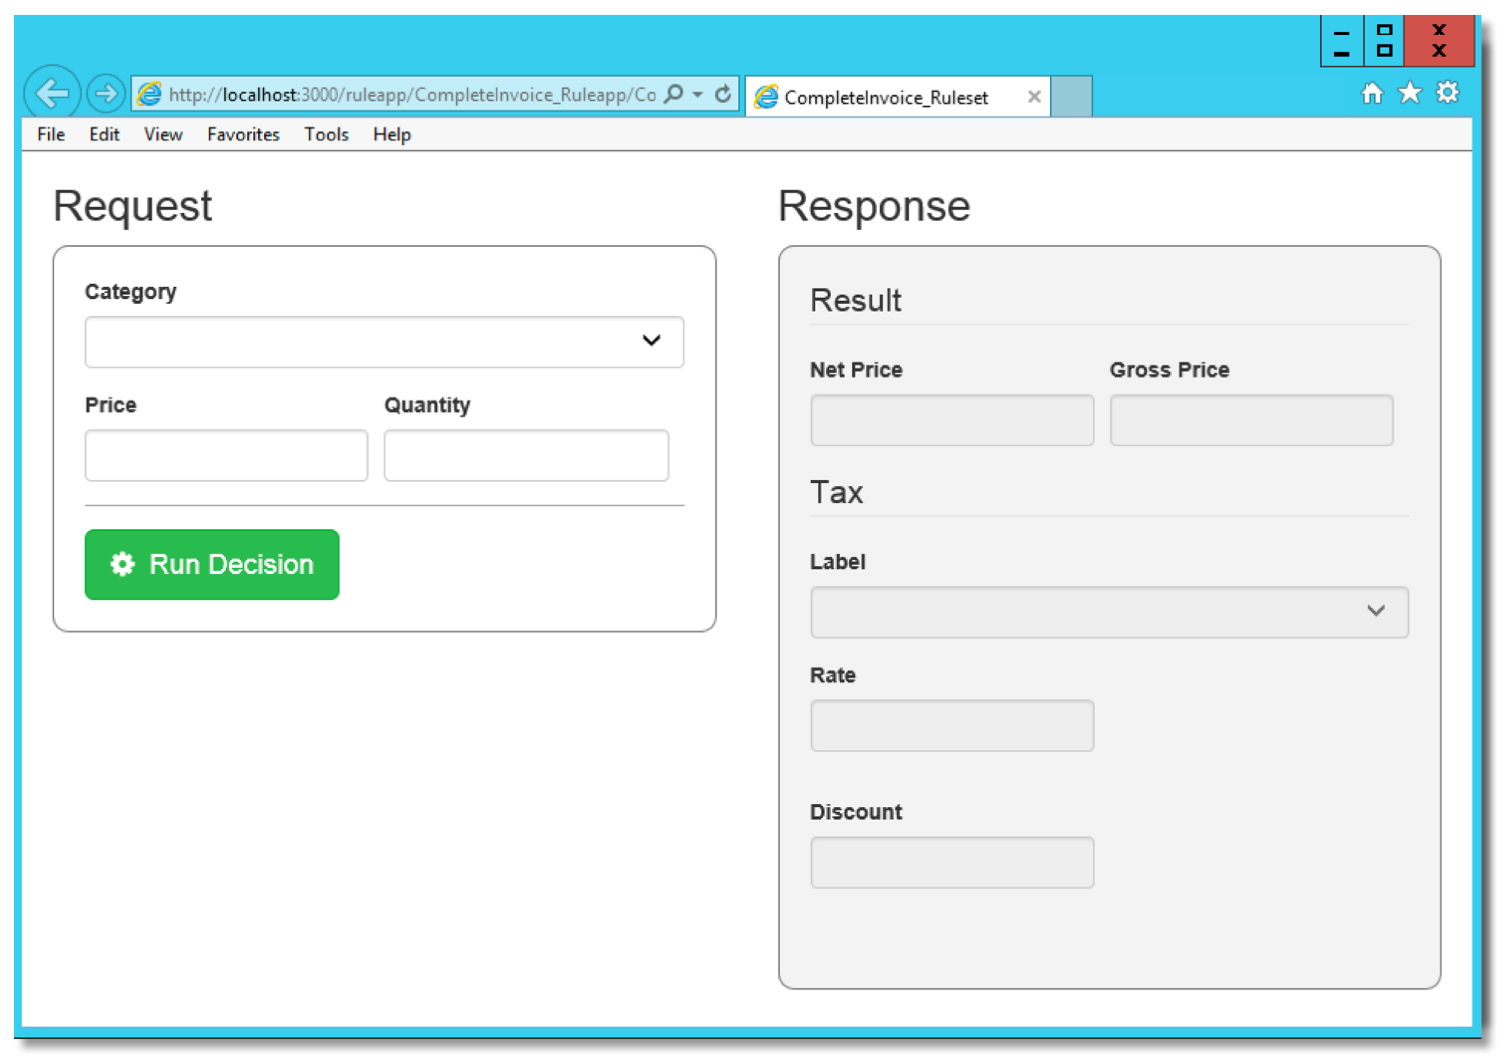 http://localhost:3000/ruleapp/CompleteInvoice_Ruleapp/Co
CompleteInvoice_Ruleset
File Edit View Favorites Tools Help
Request
Response
Category
Price Quantity
Run Decision
Result
Net Price Gross Price
Tax
Label
Rate
Discount